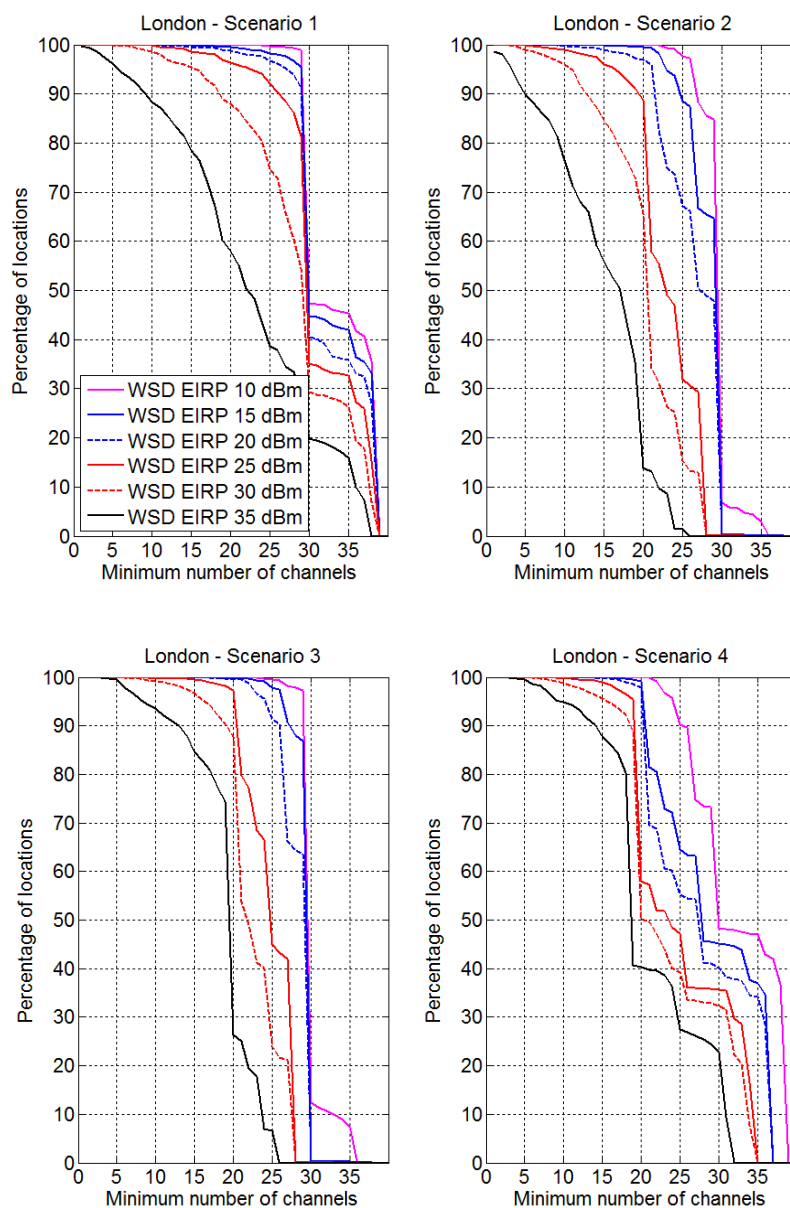 London - Scenario 1
100
90
80
70
60
50
40
30
20
10
0
Percentage of locations
WSD EIRP 10 dBm
WSD EIRP 15 dBm
WSD EIRP 20 dBm
WSD EIRP 25 dBm
WSD EIRP 30 dBm
WSD EIRP 35 dBm
0 5 10 15 20 25 30 35
Minimum number of channels
London - Scenario 2
100
90
80
70
60
50
40
30
20
10
0
Percentage of locations
0 5 10 15 20 25 30 35
Minimum number of channels
London - Scenario 3
100
90
80
70
60
50
40
30
20
10
0
Percentage of locations
0 5 10 15 20 25 30 35
Minimum number of channels
London - Scenario 4
100
90
80
70
60
50
40
30
20
10
0
Percentage of locations
0 5 10 15 20 25 30 35
Minimum number of channels